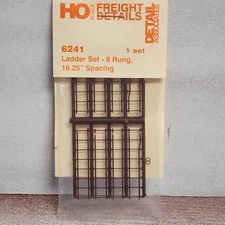 HO SCALE FREIGHT DETAILS
DETAIL ASSOCIATES
6241 1 set
Ladder Set - 8 Rung,
16.25" Spacing